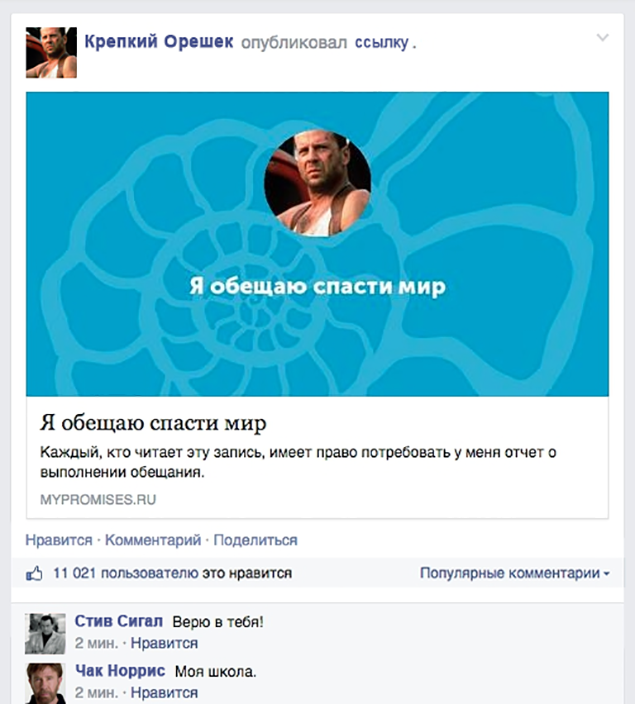 Крепкий Орешек опубликовал ссылку .
Я обещаю спасти мир
Я обещаю спасти мир
Каждый, кто читает эту запись, имеет право потребовать у меня отчет о
выполнении обещания.
MYPROMISES.RU
Нравится · Комментарий · Поделиться
11 021 пользователю это нравится Популярные комментарии
Стив Сигал Верю в тебя!
2 мин. · Нравится
Чак Норрис Моя школа.
2 мин. · Нравится